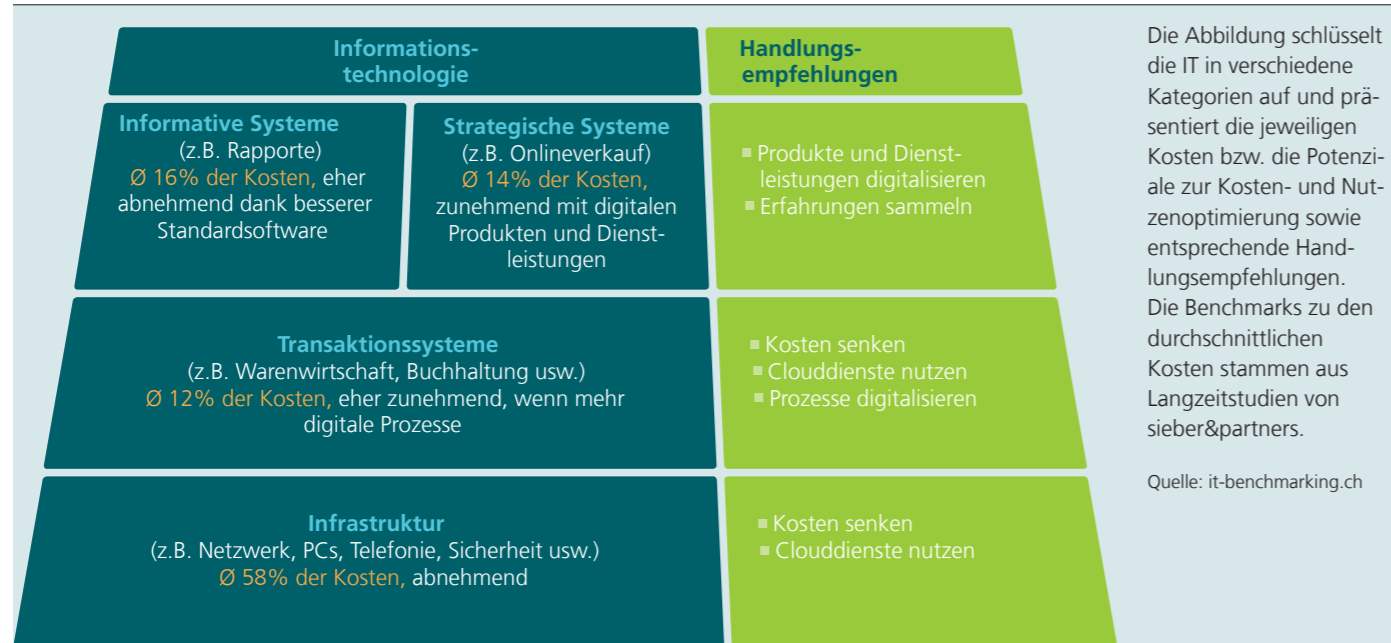 Informations-
technologie
Handlungs-
empfehlungen
Informative Systeme
(z.B. Rapporte)
Ø 16% der Kosten, eher
abnehmend dank besserer
Standardsoftware
Strategische Systeme
(z.B. Onlineverkauf)
Ø 14% der Kosten,
zunehmend mit digitalen
Produkten und Dienst-
leistungen
■ Produkte und Dienst-
leistungen digitalisieren
■ Erfahrungen sammeln
Transaktionssysteme
(z.B. Warenwirtschaft, Buchhaltung usw.)
Ø 12% der Kosten, eher zunehmend, wenn mehr
digitale Prozesse
■ Kosten senken
■ Clouddienste nutzen
■ Prozesse digitalisieren
Infrastruktur
(z.B. Netzwerk, PCs, Telefonie, Sicherheit usw.)
Ø 58% der Kosten, abnehmend
■ Kosten senken
■ Clouddienste nutzen
Die Abbildung schlüsselt
die IT in verschiedene
Kategorien auf und prä-
sentiert die jeweiligen
Kosten bzw. die Potenzi-
ale zur Kosten- und Nut-
zenoptimierung sowie
entsprechende Hand-
lungsempfehlungen.
Die Benchmarks zu den
durchschnittlichen
Kosten stammen aus
Langzeitstudien von
sieber&partners.
Quelle: it-benchmarking.ch